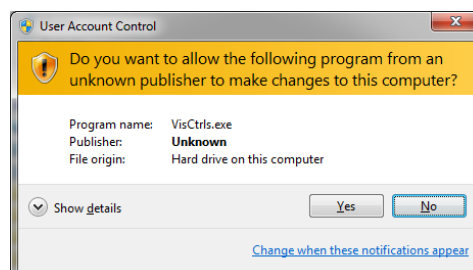 User Account Control
Do you want to allow the following program from an
unknown publisher to make changes to this computer?
Program name: VisCtrls.exe
Publisher: Unknown
File origin: Hard drive on this computer
Show details Yes No
Change when these notifications appear